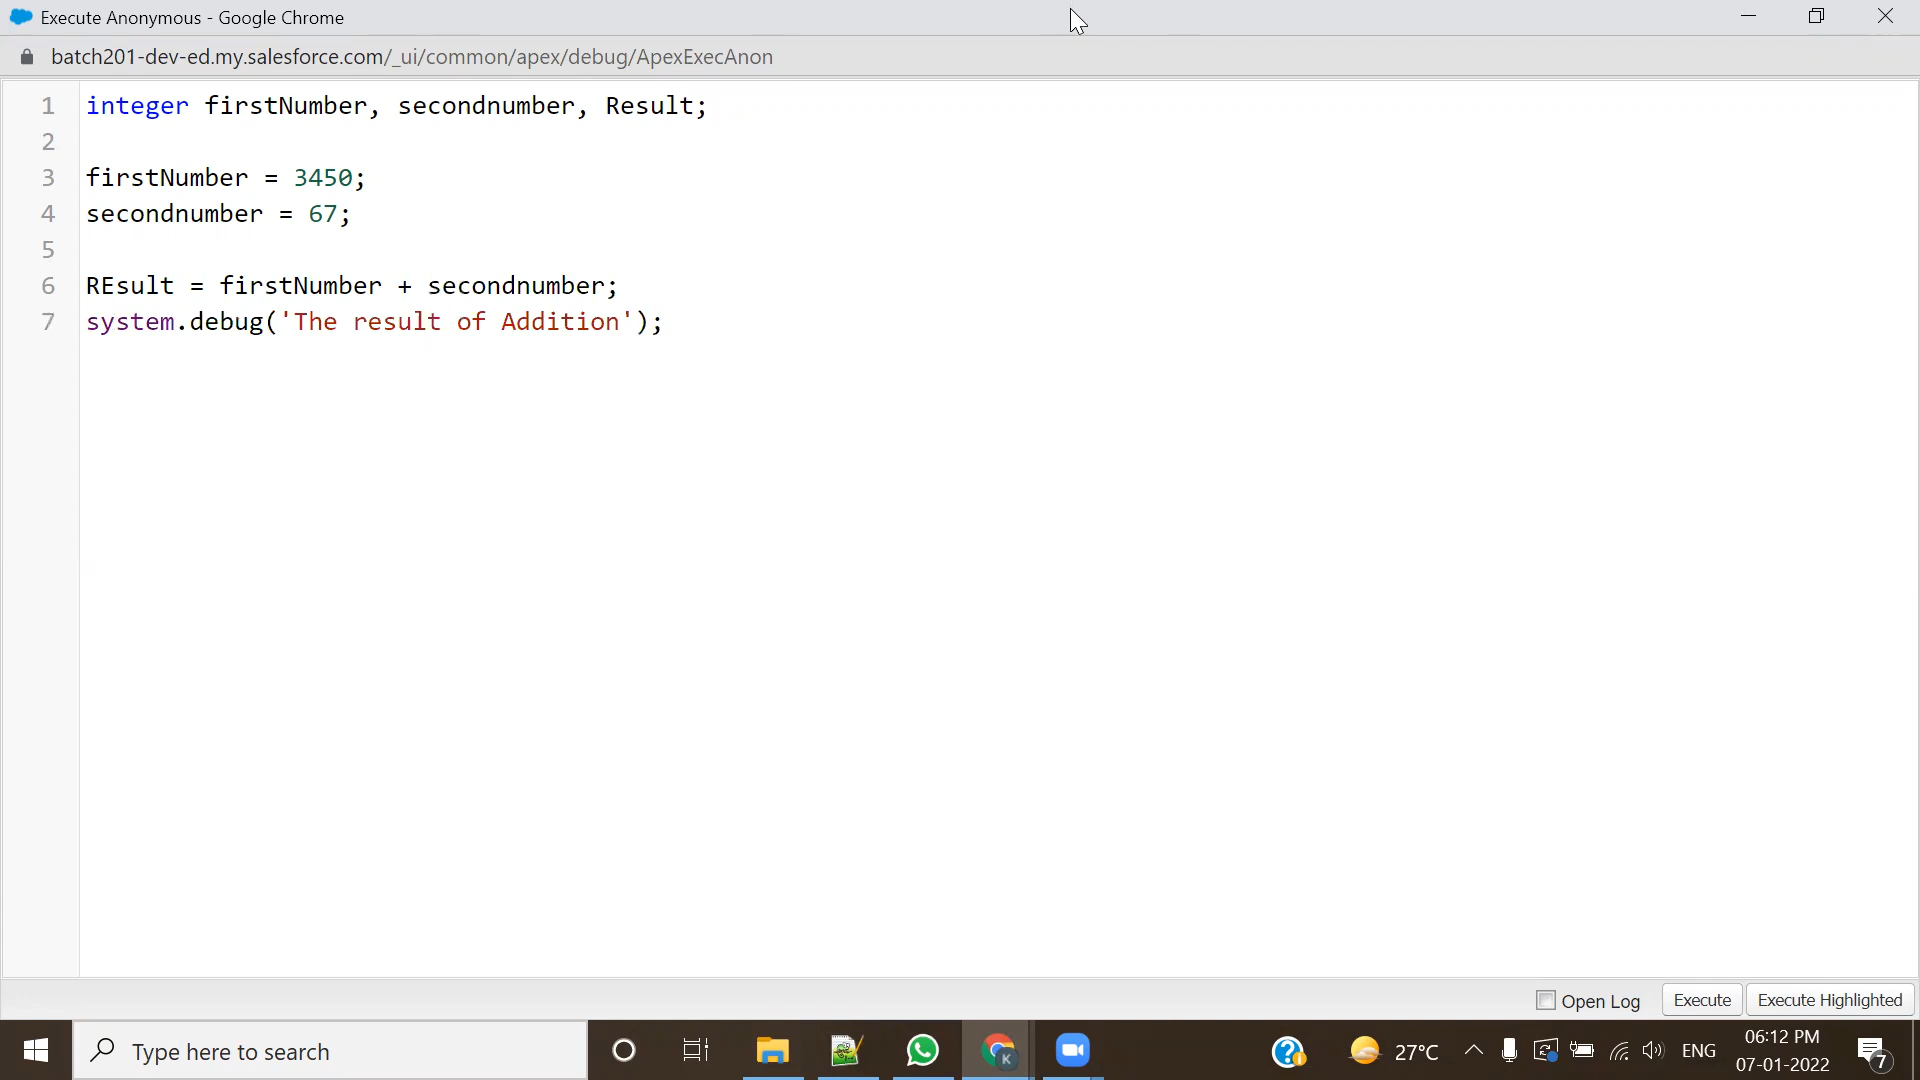 Execute Anonymous - Google Chrome
batch201-dev-ed.my.salesforce.com/_ui/common/apex/debug/ApexExecAnon
1 integer firstNumber, secondnumber, Result;
2
3 firstNumber = 3450;
4 secondnumber = 67;
5
6 REsult = firstNumber + secondnumber;
7 system.debug('The result of Addition');
Open Log Execute Execute Highlighted
Type here to search
K
27°C
ENG
06:12 PM
07-01-2022
7